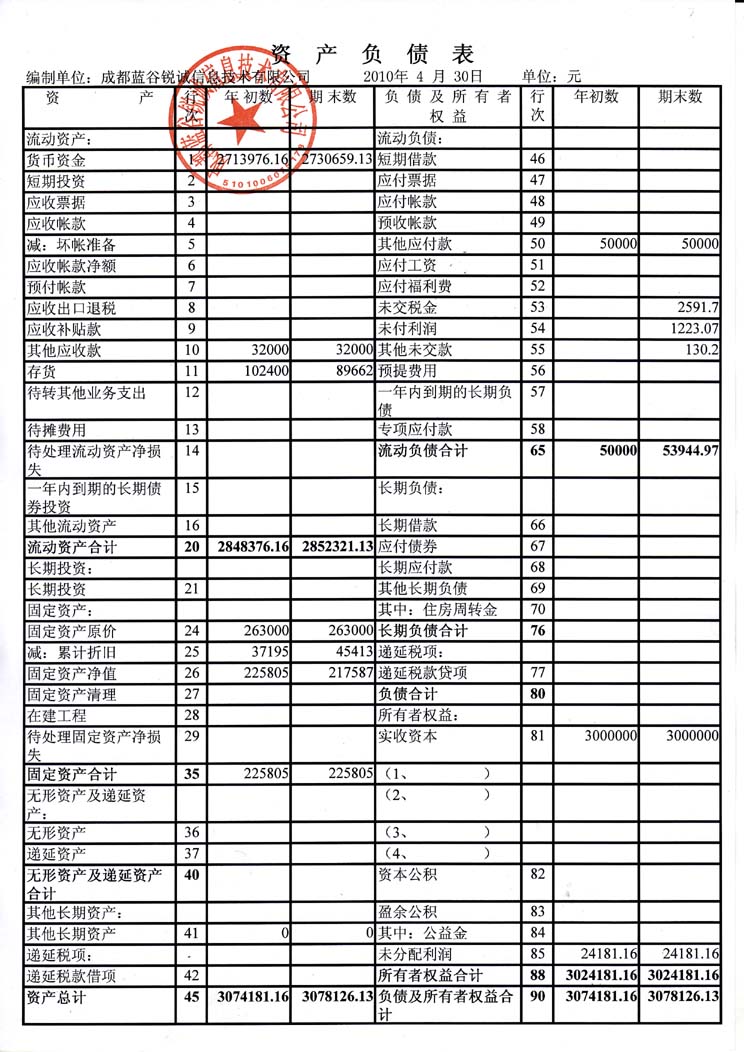 资 产 负 债 表
编制单位：成都蓝谷锐诚信息技术有限公司 2010年 4 月 30日 单位：元
资 产 行次 年 初数 期 末数 负 债 及 所 有 者 权 益 行次 年初数 期末数
流动资产： 流动负债：
货币资金 1 2713976.16 2730659.13 短期借款 46
短期投资 2 应付票据 47
应收票据 3 应付帐款 48
应收帐款 4 预收帐款 49
减：坏帐准备 5 其他应付款 50 50000 50000
应收帐款净额 6 应付工资 51
预付帐款 7 应付福利费 52
应收出口退税 8 未交税金 53 2591.7
应收补贴款 9 未付利润 54 1223.07
其他应收款 10 32000 32000 其他未交款 55 130.2
存货 11 102400 89662 预提费用 56
待转其他业务支出 12 一年内到期的长期负债 57
待摊费用 13 专项应付款 58
待处理流动资产净损失 14 流动负债合计 65 50000 53944.97
一年内到期的长期债券投资 15 长期负债：
其他流动资产 16 长期借款 66
流动资产合计 20 2848376.16 2852321.13 应付债券 67
长期投资： 长期应付款 68
长期投资 21 其他长期负债 69
固定资产： 其中：住房周转金 70
固定资产原价 24 263000 263000 长期负债合计 76
减：累计折旧 25 37195 45413 递延税项：
固定资产净值 26 225805 217587 递延税款贷项 77
固定资产清理 27 负债合计 80
在建工程 28 所有者权益：
待处理固定资产净损失 29 实收资本 81 3000000 3000000
固定资产合计 35 225805 225805 （1、 ）
无形资产及递延资产： （2、 ）
无形资产 36 （3、 ）
递延资产 37 （4、 ）
无形资产及递延资产合计 40 资本公积 82
其他长期资产： 盈余公积 83
其他长期资产 41 0 0 其中：公益金 84
递延税项： 未分配利润 85 24181.16 24181.16
递延税款借项 42 所有者权益合计 88 3024181.16 3024181.16
资产总计 45 3074181.16 3078126.13 负债及所有者权益合计 90 3074181.16 3078126.13